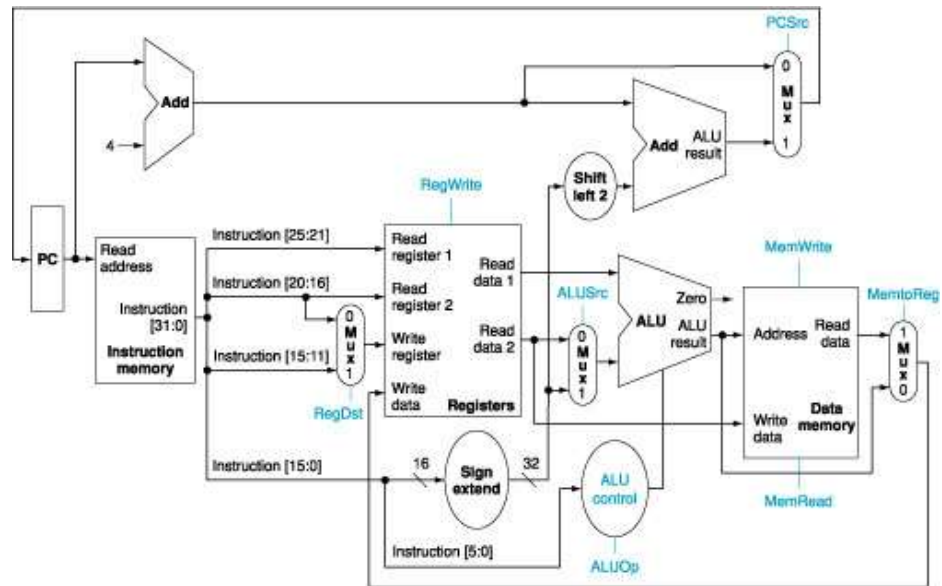 PCSrc
0
M
u
x
1
Add
4
Add
ALU
result
Shift
left 2
RegWrite
PC
Read
address
Instruction
[31:0]
Instruction
memory
Instruction [25:21]
Instruction [20:16]
Instruction [15:11]
Instruction [15:0]
Instruction [5:0]
0
M
u
x
1
RegDst
Read
register 1
Read
register 2
Write
register
Write
data
Read
data 1
Read
data 2
Registers
16
Sign
extend
32
ALUSrc
0
M
u
x
1
Zero
ALU
ALU
result
ALU
control
ALUOp
MemWrite
Address
Read
data
Write
data
Data
memory
MemRead
MemtoReg
1
M
u
x
0